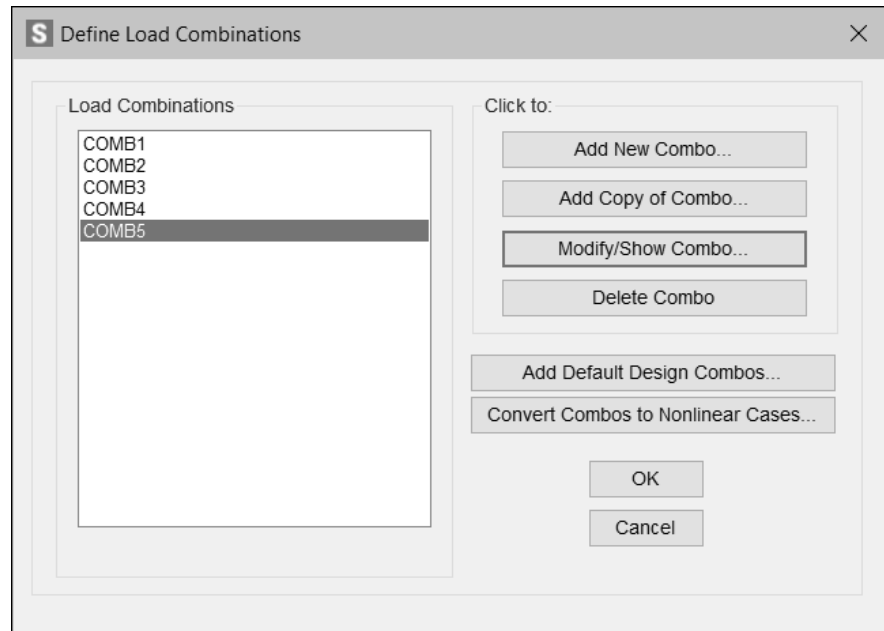 S Define Load Combinations
Load Combinations
COMB1
COMB2
COMB3
COMB4
COMB5
Click to:
Add New Combo...
Add Copy of Combo...
Modify/Show Combo...
Delete Combo
Add Default Design Combos...
Convert Combos to Nonlinear Cases...
OK
Cancel